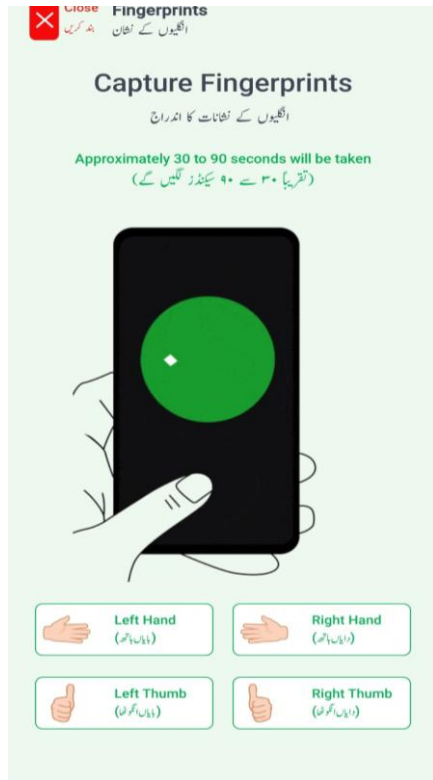 Close Fingerprints
بند کریں انگلیوں کے نشان
Capture Fingerprints
انگلیوں کے نشانات کا اندراج
Approximately 30 to 90 seconds will be taken
(تقریباً ۳۰ سے ۹۰ سیکنڈز لگیں گے)
Left Hand
(بایاں ہاتھ)
Right Hand
(دایاں ہاتھ)
Left Thumb
(بایاں انگوٹھا)
Right Thumb
(دایاں انگوٹھا)